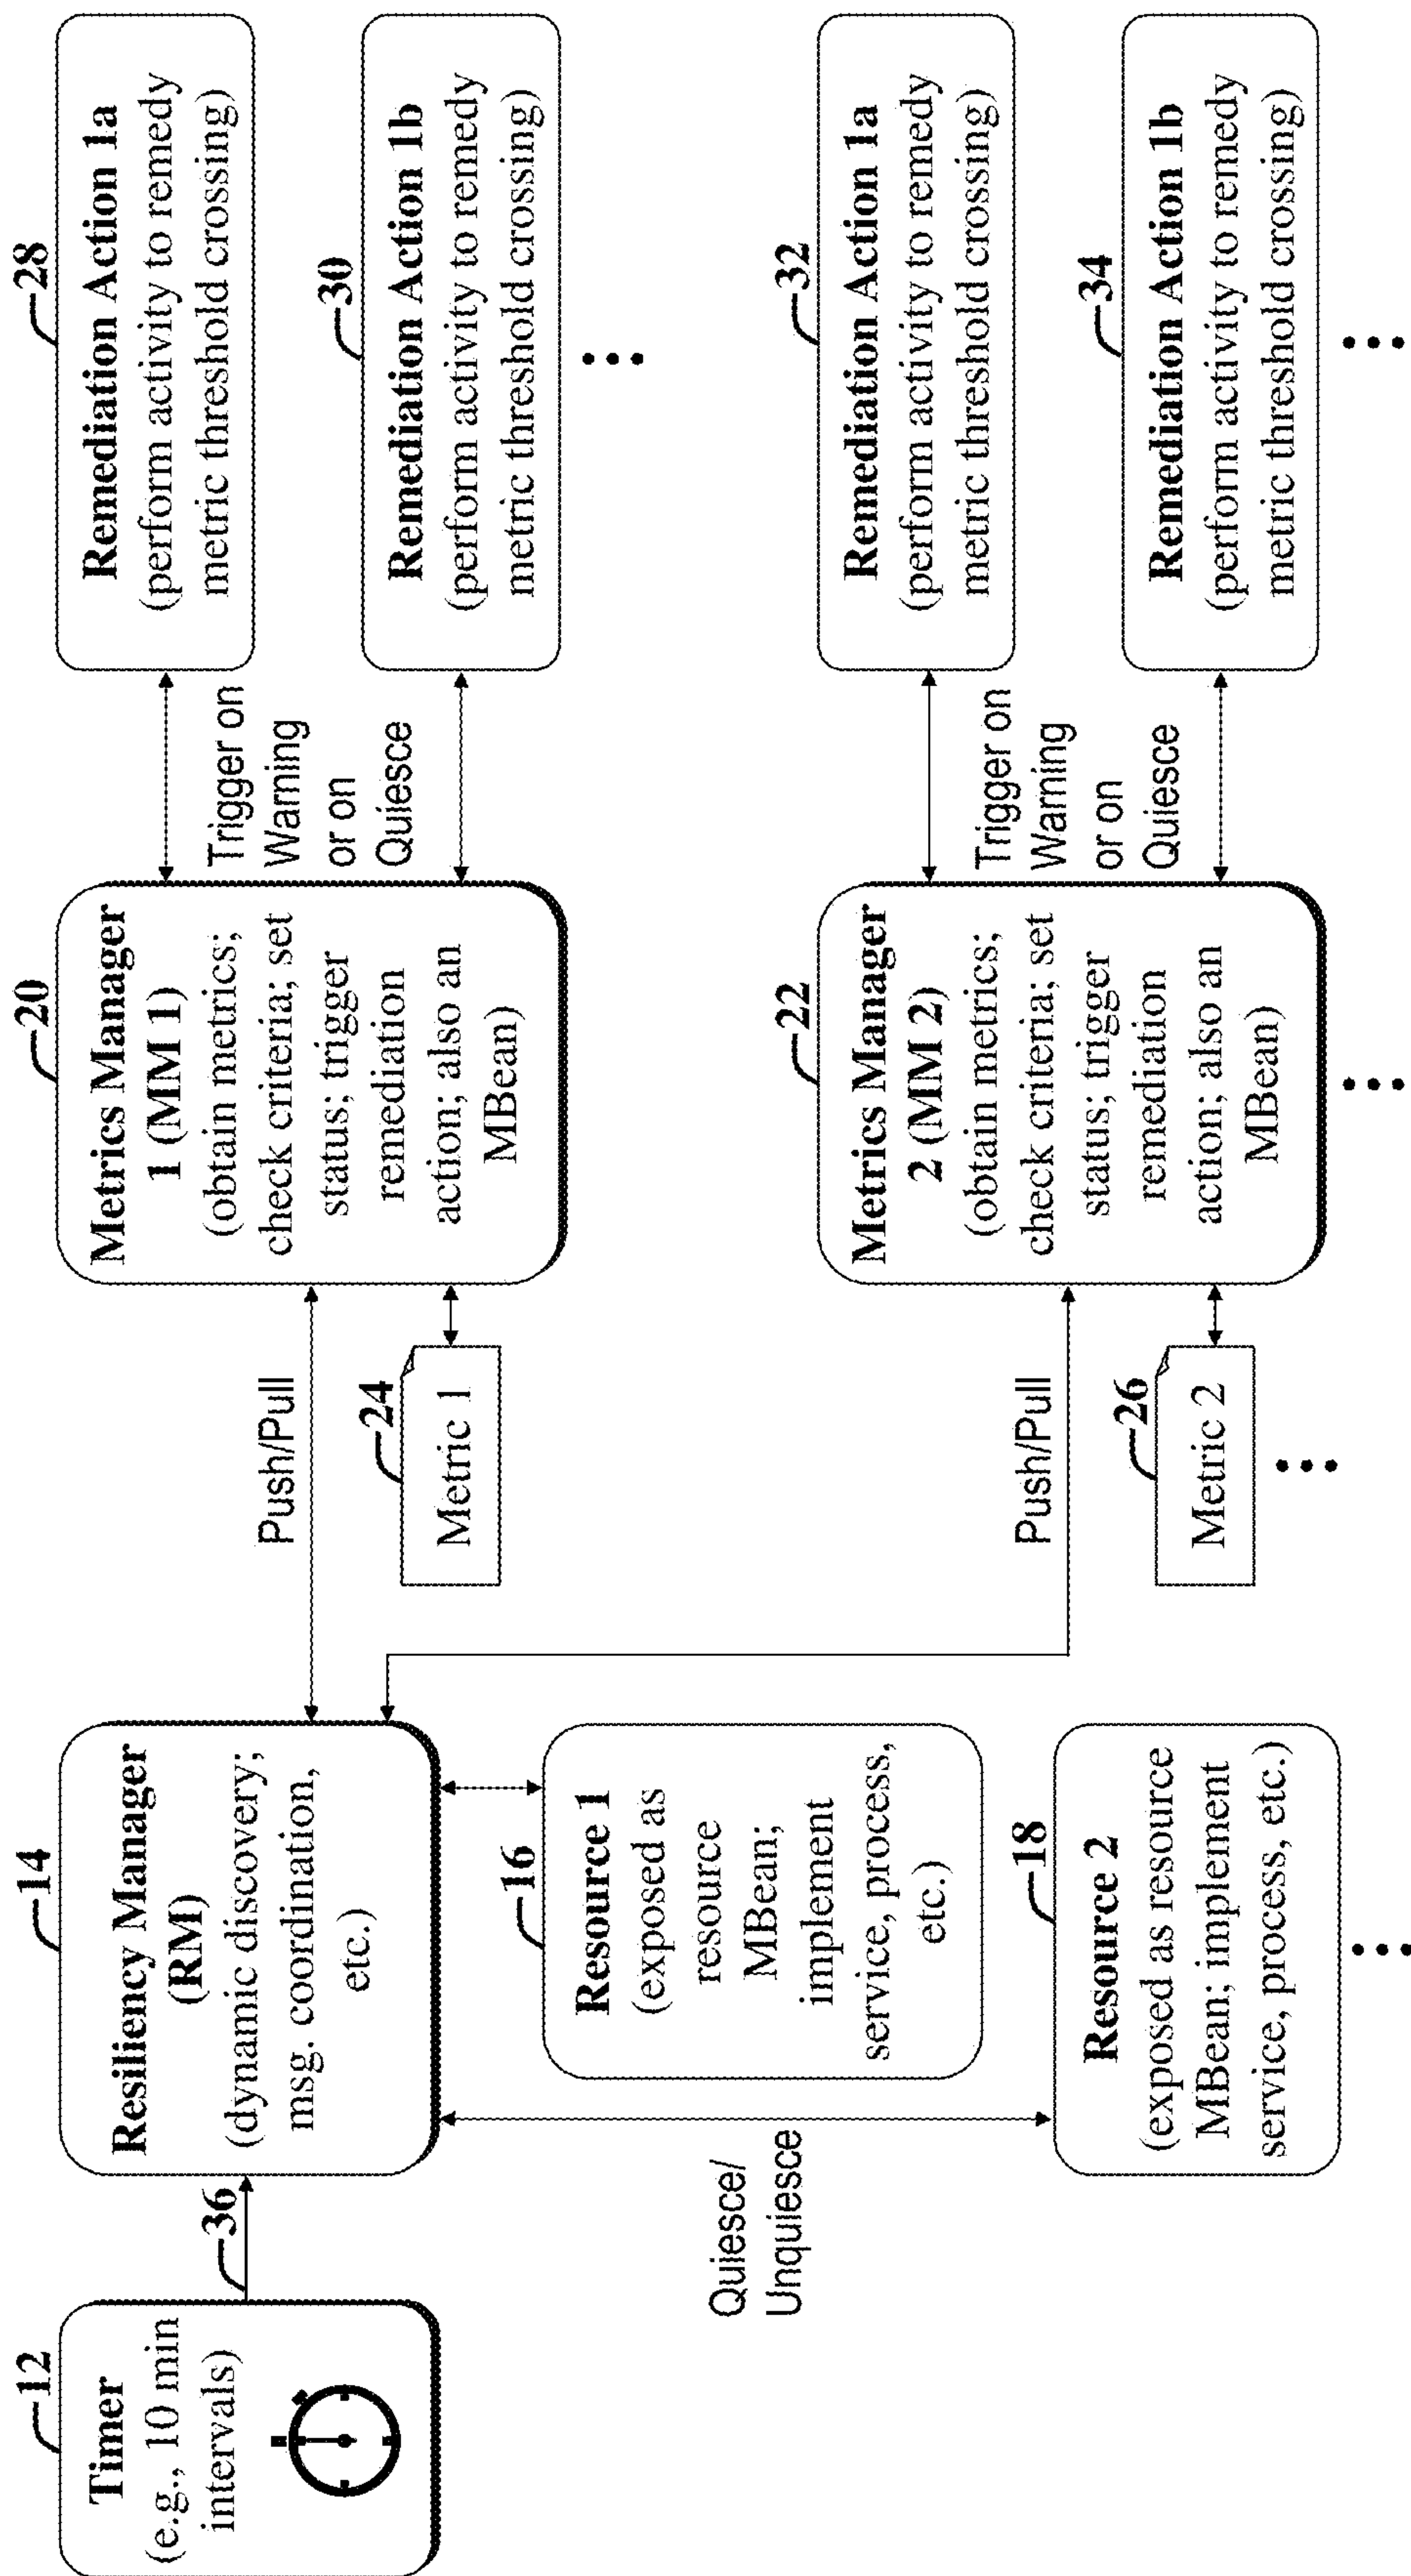 12
Timer
(e.g., 10 min
intervals)
36
14
Resiliency Manager
(RM)
(dynamic discovery;
msg. coordination,
etc.)
Quiesce/
Unquiesce
16
Resource 1
(exposed as
resource
MBean;
implement
service, process,
etc.)
18
Resource 2
(exposed as resource
MBean; implement
service, process, etc.)
Push/Pull
24
Metric 1
Push/Pull
26
Metric 2
20
Metrics Manager
1 (MM 1)
(obtain metrics;
check criteria; set
status; trigger
remediation
action; also an
MBean)
22
Metrics Manager
2 (MM 2)
(obtain metrics;
check criteria; set
status; trigger
remediation
action; also an
MBean)
Trigger on
Warning
or on
Quiesce
Trigger on
Warning
or on
Quiesce
28
Remediation Action 1a
(perform activity to remedy
metric threshold crossing)
30
Remediation Action 1b
(perform activity to remedy
metric threshold crossing)
32
Remediation Action 1a
(perform activity to remedy
metric threshold crossing)
34
Remediation Action 1b
(perform activity to remedy
metric threshold crossing)